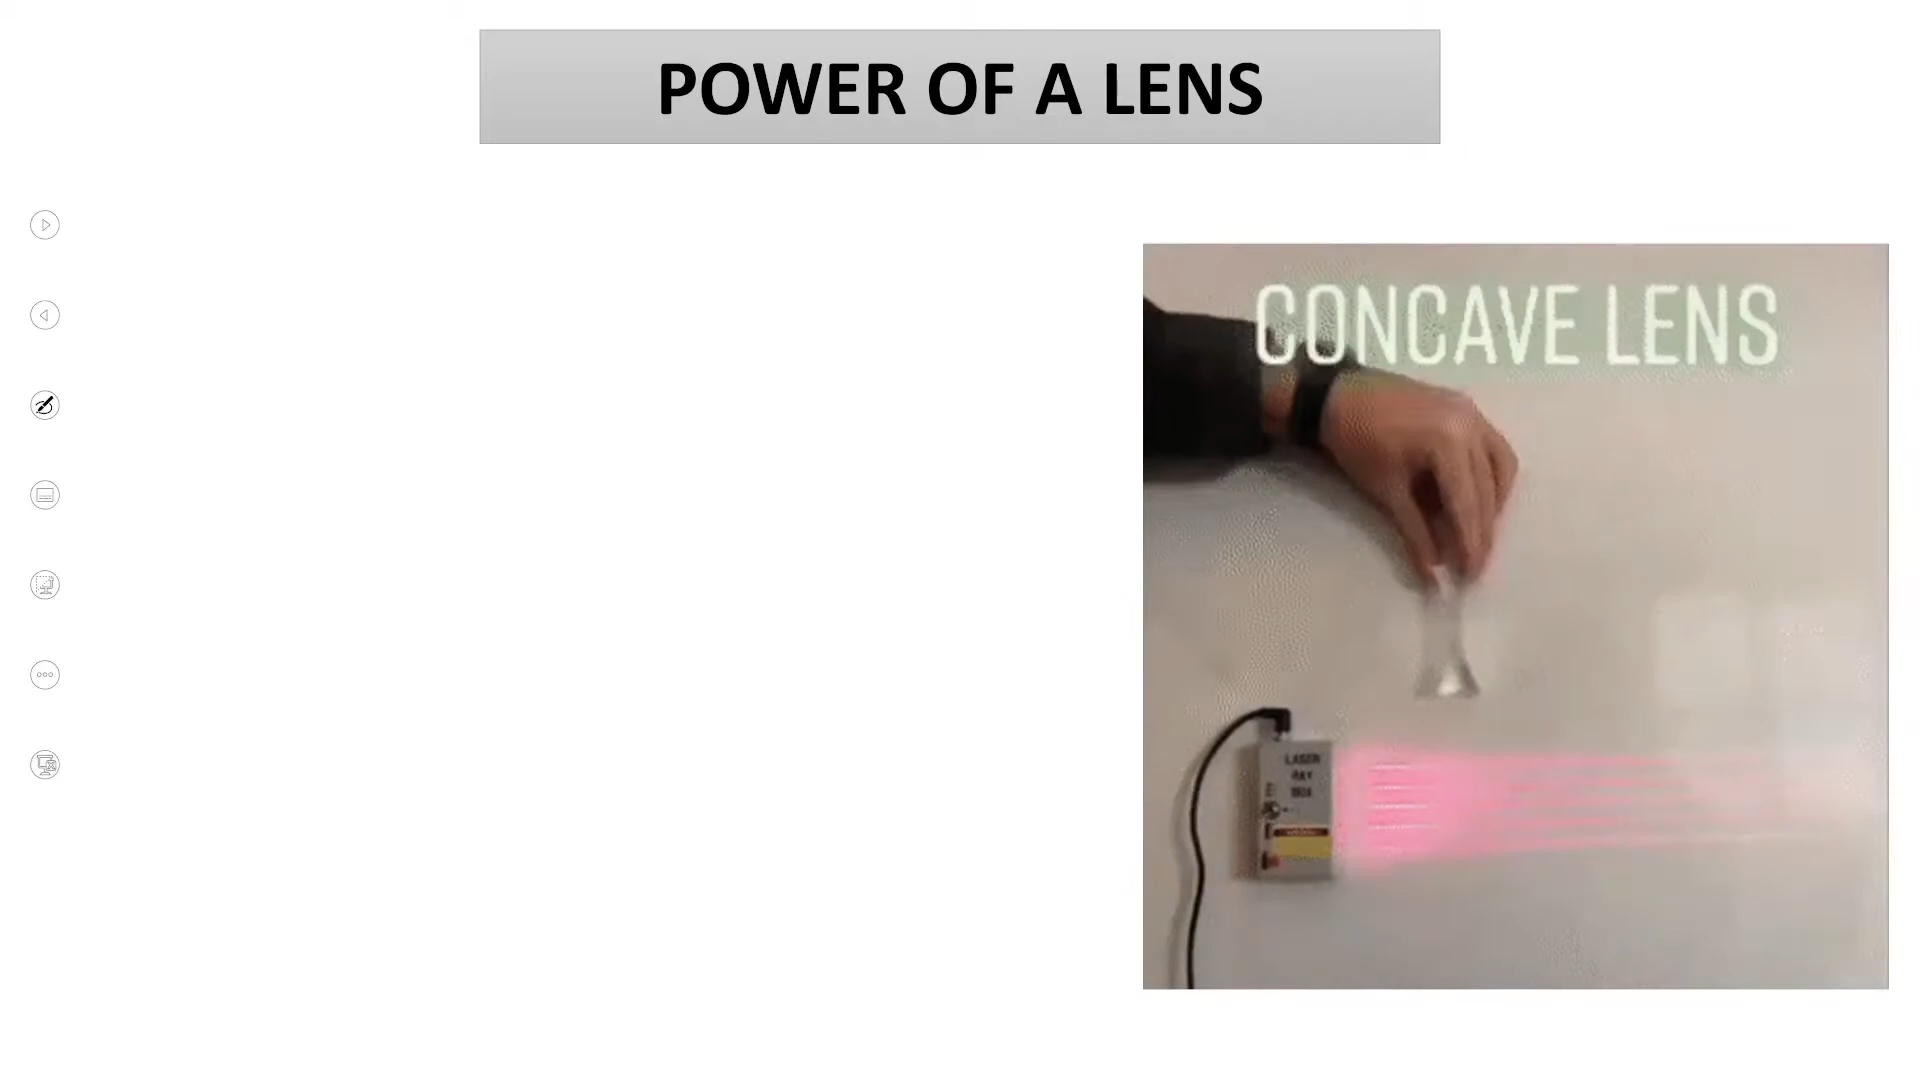 POWER OF A LENS
CONCAVE LENS
LASER
RAY
BOX